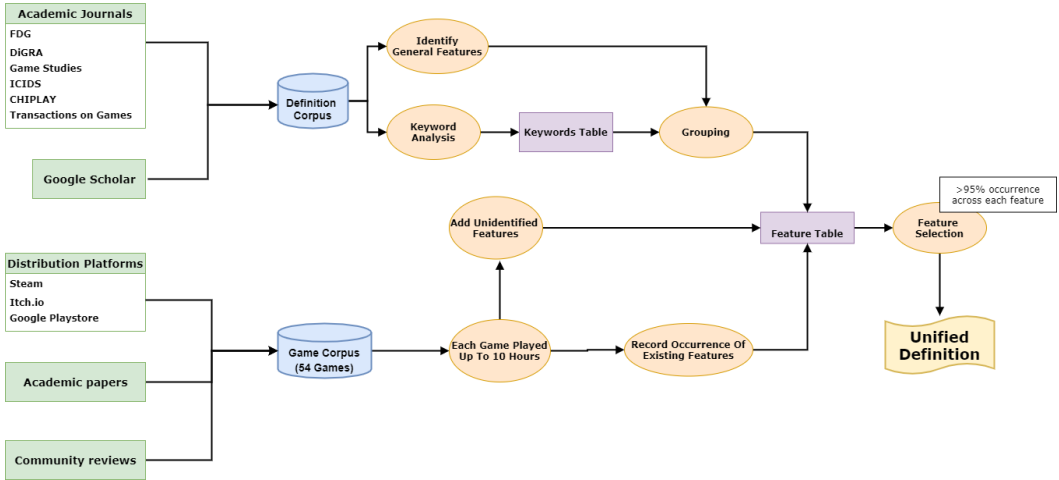 Academic Journals
FDG
DiGRA
Game Studies
ICIDS
CHIPLAY
Transactions on Games
Google Scholar
Definition
Corpus
Identify
General Features
Keyword
Analysis
Keywords Table
Grouping
>95% occurrence
across each feature
Add Unidentified
Features
Feature Table
Feature
Selection
Distribution Platforms
Steam
Itch.io
Google Playstore
Academic papers
Community reviews
Game Corpus
(54 Games)
Each Game Played
Up To 10 Hours
Record Occurrence Of
Existing Features
Unified
Definition